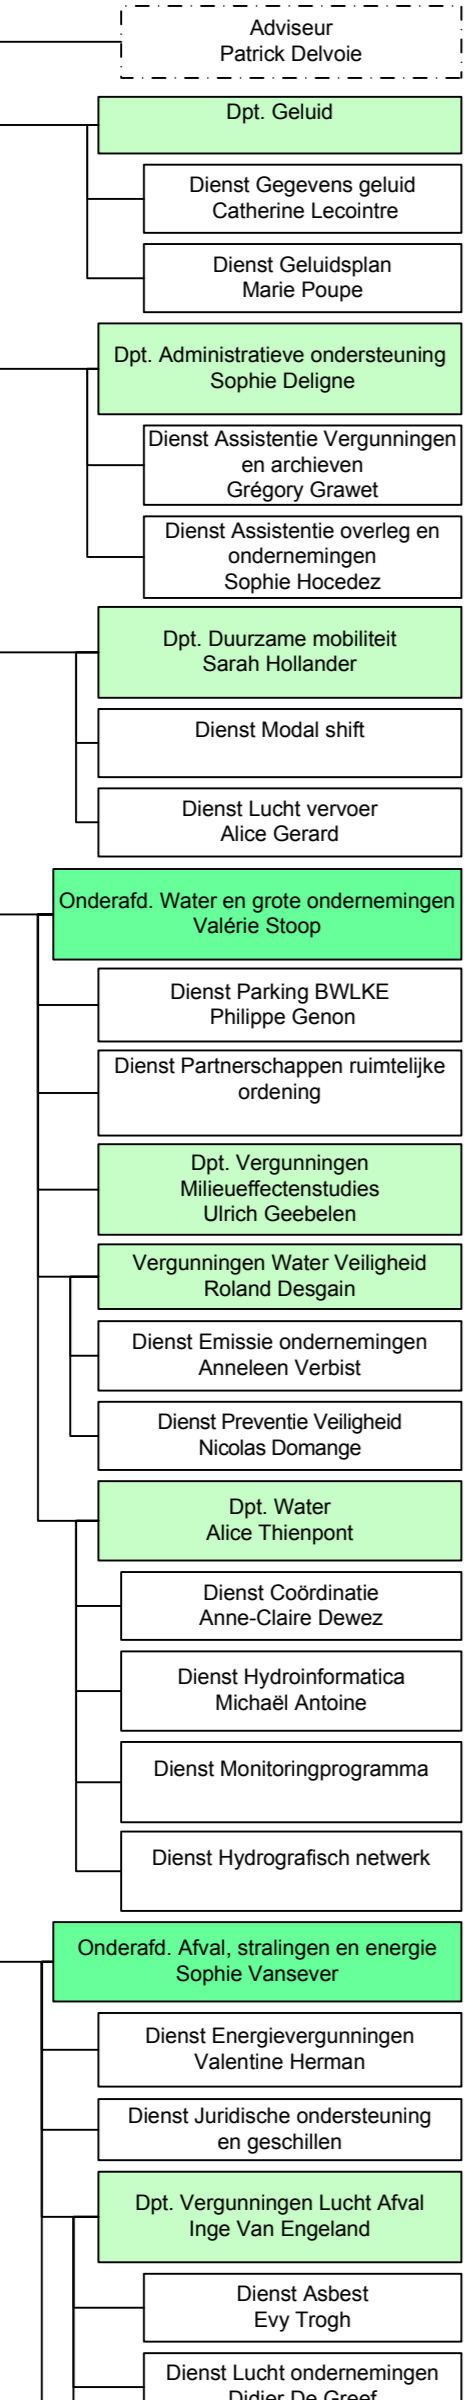 Adviseur
Patrick Delvoie
Dpt. Geluid
Dienst Gegevens geluid
Catherine Lecointre
Dienst Geluidsplan
Marie Poupe
Dpt. Administratieve ondersteuning
Sophie Deligne
Dienst Assistentie Vergunningen
en archieven
Grégory Grawet
Dienst Assistentie overleg en
ondernemingen
Sophie Hocedez
Dpt. Duurzame mobiliteit
Sarah Hollander
Dienst Modal shift
Dienst Lucht vervoer
Alice Gerard
Onderafd. Water en grote ondernemingen
Valérie Stoop
Dienst Parking BWLKE
Philippe Genon
Dienst Partnerschappen ruimtelijke
ordening
Dpt. Vergunningen
Milieueffectenstudies
Ulrich Geebelen
Vergunningen Water Veiligheid
Roland Desgain
Dienst Emissie ondernemingen
Anneleen Verbist
Dienst Preventie Veiligheid
Nicolas Domange
Dpt. Water
Alice Thienpont
Dienst Coördinatie
Anne-Claire Dewez
Dienst Hydroinformatica
Michaël Antoine
Dienst Monitoringprogramma
Dienst Hydrografisch netwerk
Onderafd. Afval, stralingen en energie
Sophie Vansever
Dienst Energievergunningen
Valentine Herman
Dienst Juridische ondersteuning
en geschillen
Dpt. Vergunningen Lucht Afval
Inge Van Engeland
Dienst Asbest
Evy Trogh
Dienst Lucht ondernemingen
Didier De Greef